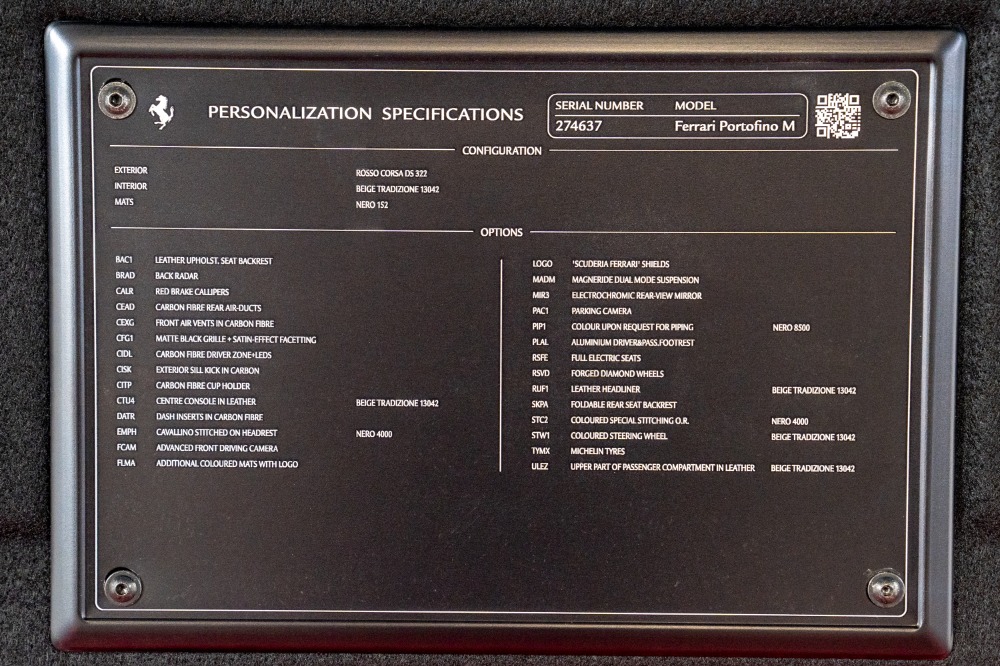 PERSONALIZATION SPECIFICATIONS
SERIAL NUMBER MODEL
274637 Ferrari Portofino M
CONFIGURATION
EXTERIOR ROSSO CORSA DS 322
INTERIOR BEIGE TRADIZIONE 13042
MATS NERO 152
OPTIONS
BAC1 LEATHER UPHOLST. SEAT BACKREST
BRAD BACK RADAR
CALR RED BRAKE CALLIPERS
CEAD CARBON FIBRE REAR AIR-DUCTS
CEXG FRONT AIR VENTS IN CARBON FIBRE
CFG1 MATTE BLACK GRILLE + SATIN-EFFECT FACETTING
CIDL CARBON FIBRE DRIVER ZONE+LEDS
CISK EXTERIOR SILL KICK IN CARBON
CITP CARBON FIBRE CUP HOLDER
CTU4 CENTRE CONSOLE IN LEATHER BEIGE TRADIZIONE 13042
DATR DASH INSERTS IN CARBON FIBRE
EMPH CAVALLINO STITCHED ON HEADREST NERO 4000
FCAM ADVANCED FRONT DRIVING CAMERA
FLMA ADDITIONAL COLOURED MATS WITH LOGO
LOGO 'SCUDERIA FERRARI' SHIELDS
MADM MAGNERIDE DUAL MODE SUSPENSION
MIR3 ELECTROCHROMIC REAR-VIEW MIRROR
PAC1 PARKING CAMERA
PIP1 COLOUR UPON REQUEST FOR PIPING NERO 8500
PLAL ALUMINIUM DRIVER&PASS.FOOTREST
RSFE FULL ELECTRIC SEATS
RSVD FORGED DIAMOND WHEELS
RUF1 LEATHER HEADLINER BEIGE TRADIZIONE 13042
SKPA FOLDABLE REAR SEAT BACKREST
STC2 COLOURED SPECIAL STITCHING O.R. NERO 4000
STW1 COLOURED STEERING WHEEL BEIGE TRADIZIONE 13042
TYMX MICHELIN TYRES
ULEZ UPPER PART OF PASSENGER COMPARTMENT IN LEATHER BEIGE TRADIZIONE 13042